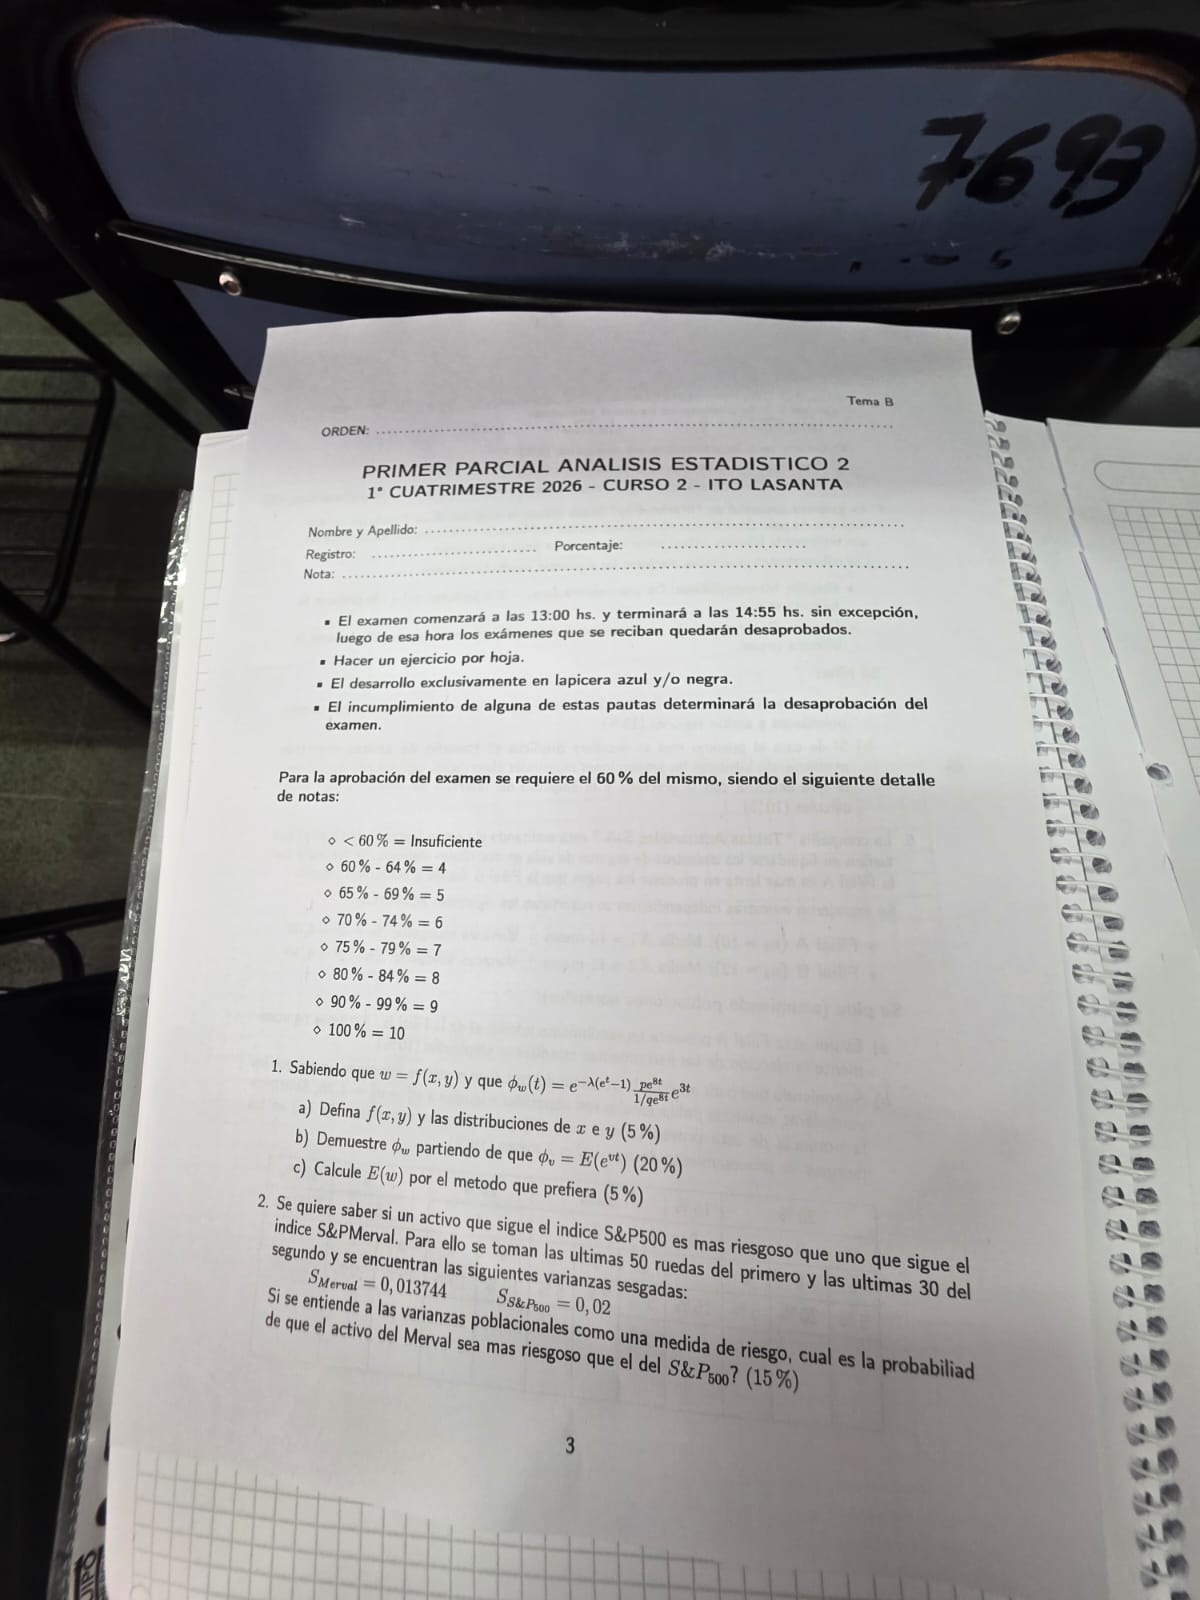 7693
Tema B
ORDEN:
PRIMER PARCIAL ANALISIS ESTADISTICO 2
1° CUATRIMESTRE 2026 - CURSO 2 - ITO LASANTA
Nombre y Apellido:
Registro: Porcentaje:
Nota:
▪ El examen comenzará a las 13:00 hs. y terminará a las 14:55 hs. sin excepción,
luego de esa hora los exámenes que se reciban quedarán desaprobados.
▪ Hacer un ejercicio por hoja.
▪ El desarrollo exclusivamente en lapicera azul y/o negra.
▪ El incumplimiento de alguna de estas pautas determinará la desaprobación del
examen.
Para la aprobación del examen se requiere el 60 % del mismo, siendo el siguiente detalle
de notas:
⋄ < 60 % = Insuficiente
⋄ 60 % - 64 % = 4
⋄ 65 % - 69 % = 5
⋄ 70 % - 74 % = 6
⋄ 75 % - 79 % = 7
⋄ 80 % - 84 % = 8
⋄ 90 % - 99 % = 9
⋄ 100 % = 10
1. Sabiendo que w = f(x, y) y que ϕ_w(t) = e^{-λ(e^t-1)} \frac{pe^{8t}}{1/qe^{8t}} e^{3t}
a) Defina f(x, y) y las distribuciones de x e y (5 %)
b) Demuestre ϕ_w partiendo de que ϕ_v = E(e^{vt}) (20 %)
c) Calcule E(w) por el metodo que prefiera (5 %)
2. Se quiere saber si un activo que sigue el indice S&P500 es mas riesgoso que uno que sigue el
indice S&PMerval. Para ello se toman las ultimas 50 ruedas del primero y las ultimas 30 del
segundo y se encuentran las siguientes varianzas sesgadas:
S_{Merval} = 0,013744 S_{S&P_{500}} = 0,02
Si se entiende a las varianzas poblacionales como una medida de riesgo, cual es la probabiliad
de que el activo del Merval sea mas riesgoso que el del S&P_{500}? (15 %)
3